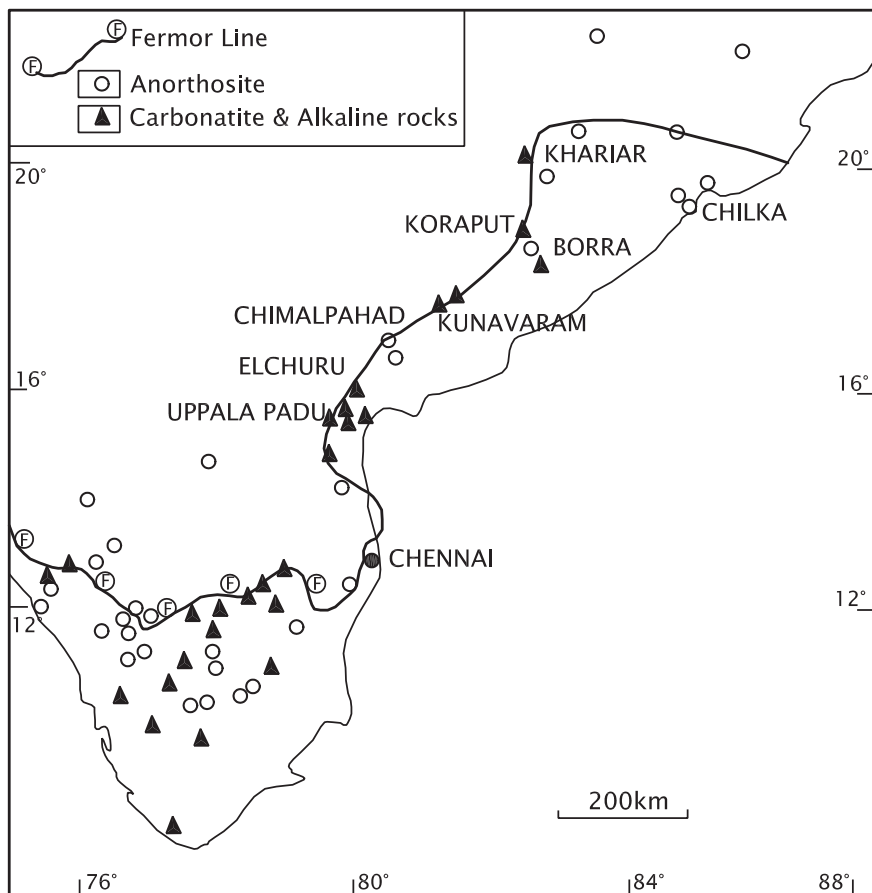 F
F
Fermor Line
Anorthosite
Carbonatite & Alkaline rocks
20°
KHARIAR
20°
CHILKA
KORAPUT
BORRA
CHIMALPAHAD
KUNAVARAM
ELCHURU
16°
16°
UPPALA PADU
F
CHENNAI
F
F
F
F
12°
12°
200km
76°
80°
84°
88°